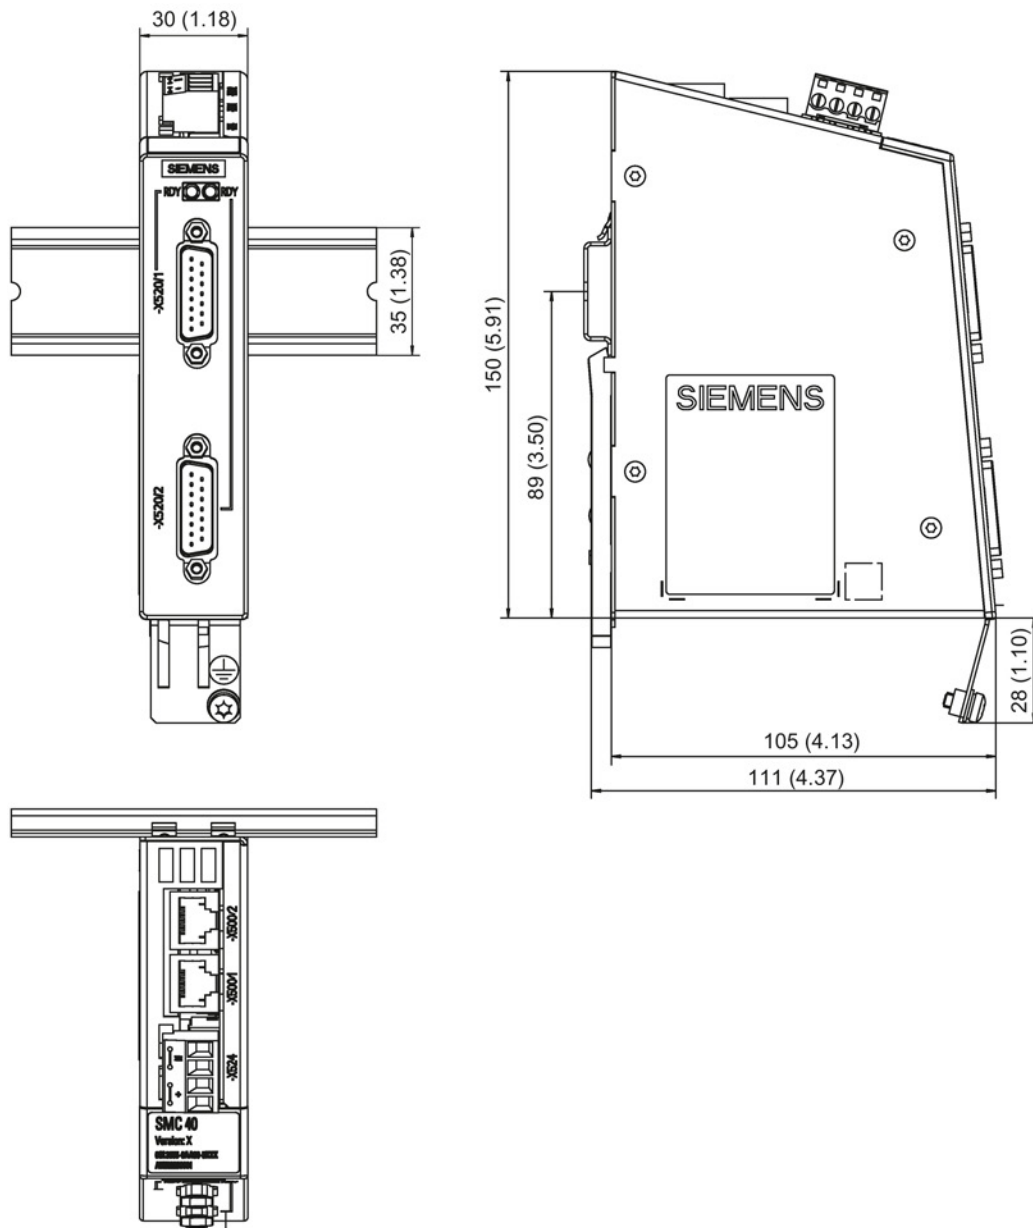 30 (1.18)
SIEMENS
RDY RDY
-X520/1
35 (1.38)
-X520/2
150 (5.91)
89 (3.50)
SIEMENS
28 (1.10)
105 (4.13)
111 (4.37)
-X500/2
-X500/1
-X524
+
SMC 40
Version: X